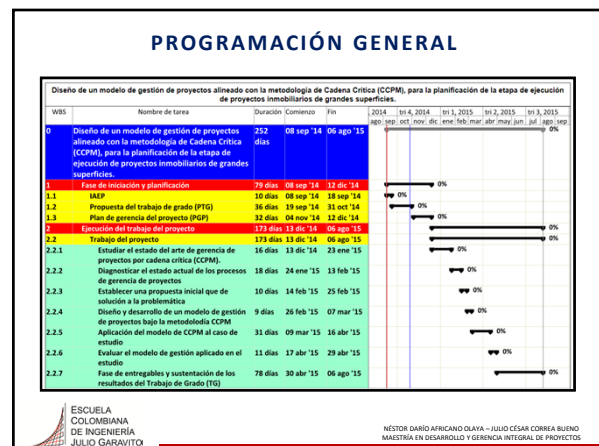 PROGRAMACIÓN GENERAL
Diseño de un modelo de gestión de proyectos alineado con la metodología de Cadena Crítica (CCPM), para la planificación de la etapa de ejecución
de proyectos inmobiliarios de grandes superficies.
WBS Nombre de tarea Duración Comienzo Fin , 2014 tri 4, 2014 tri 1, 2015 tri 2, 2015 tri 3, 2015
ago sep oct nov dic ene feb mar abr may jun jul ago sep
0 Diseño de un modelo de gestión de proyectos 252 08 sep '14 06 ago '15 0%
alineado con la metodología de Cadena Crítica días
(CCPM), para la planificación de la etapa de
ejecución de proyectos inmobiliarios de grandes
superficies.
1 Fase de iniciación y planificación 79 días 08 sep '14 12 dic '14 0%
1.1 IAEP 10 días 08 sep '14 18 sep '14 0%
1.2 Propuesta del trabajo de grado (PTG) 36 días 19 sep '14 31 oct '14 0%
1.3 Plan de gerencia del proyecto (PGP) 32 días 04 nov '14 12 dic '14 0%
2 Ejecución del trabajo del proyecto 173 días 13 dic '14 06 ago '15 0%
2.2 Trabajo del proyecto 173 días 13 dic '14 06 ago '15 0%
2.2.1 Estudiar el estado del arte de gerencia de 16 días 13 dic '14 23 ene '15 0%
proyectos por cadena crítica (CCPM).
2.2.2 Diagnosticar el estado actual de los procesos 18 días 24 ene '15 13 feb '15 0%
de gerencia de proyectos
2.2.3 Establecer una propuesta inicial que de 10 días 14 feb '15 25 feb '15 0%
solución a la problemática
2.2.4 Diseño y desarrollo de un modelo de gestión 9 días 26 feb '15 07 mar '15 0%
de proyectos bajo la metodolodía CCPM
2.2.5 Aplicación del modelo de CCPM al caso de 31 días 09 mar '15 16 abr '15 0%
estudio
2.2.6 Evaluar el modelo de gestión aplicado en el 11 días 17 abr '15 29 abr '15 0%
estudio
2.2.7 Fase de entregables y sustentación de los 78 días 30 abr '15 06 ago '15 0%
resultados del Trabajo de Grado (TG)
ESCUELA
COLOMBIANA
DE INGENIERÍA
JULIO GARAVITO
NÉSTOR DARÍO AFRICANO OLAYA – JULIO CÉSAR CORREA BUENO
MAESTRÍA EN DESARROLLO Y GERENCIA INTEGRAL DE PROYECTOS